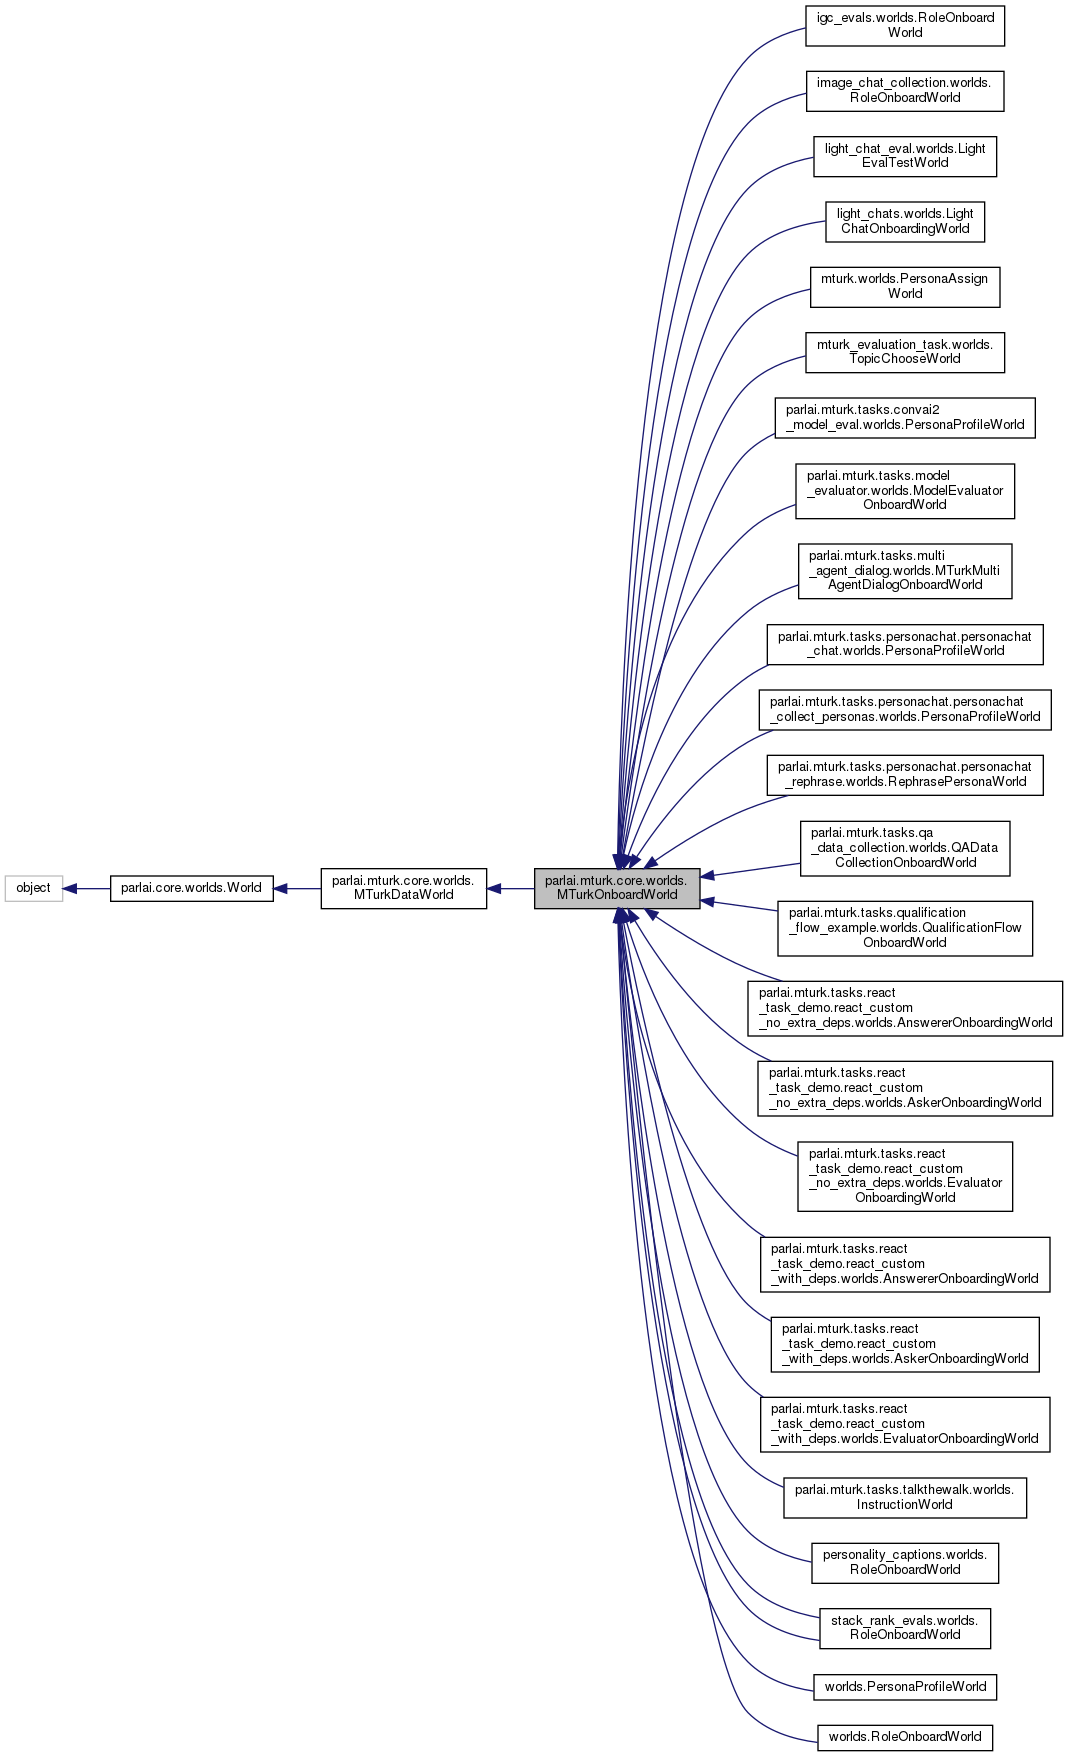 igc_evals.worlds.RoleOnboard
World
image_chat_collection.worlds.
RoleOnboardWorld
light_chat_eval.worlds.Light
EvalTestWorld
light_chats.worlds.Light
ChatOnboardingWorld
mturk.worlds.PersonaAssign
World
mturk_evaluation_task.worlds.
TopicChooseWorld
parlai.mturk.tasks.convai2
_model_eval.worlds.PersonaProfileWorld
parlai.mturk.tasks.model
_evaluator.worlds.ModelEvaluator
OnboardWorld
parlai.mturk.tasks.multi
_agent_dialog.worlds.MTurkMulti
AgentDialogOnboardWorld
parlai.mturk.tasks.personachat.personachat
_chat.worlds.PersonaProfileWorld
parlai.mturk.tasks.personachat.personachat
_collect_personas.worlds.PersonaProfileWorld
parlai.mturk.tasks.personachat.personachat
_rephrase.worlds.RephrasePersonaWorld
parlai.mturk.tasks.qa
_data_collection.worlds.QAData
CollectionOnboardWorld
object
parlai.core.worlds.World
parlai.mturk.core.worlds.
MTurkDataWorld
parlai.mturk.core.worlds.
MTurkOnboardWorld
parlai.mturk.tasks.qualification
_flow_example.worlds.QualificationFlow
OnboardWorld
parlai.mturk.tasks.react
_task_demo.react_custom
_no_extra_deps.worlds.AnswererOnboardingWorld
parlai.mturk.tasks.react
_task_demo.react_custom
_no_extra_deps.worlds.AskerOnboardingWorld
parlai.mturk.tasks.react
_task_demo.react_custom
_no_extra_deps.worlds.Evaluator
OnboardingWorld
parlai.mturk.tasks.react
_task_demo.react_custom
_with_deps.worlds.AnswererOnboardingWorld
parlai.mturk.tasks.react
_task_demo.react_custom
_with_deps.worlds.AskerOnboardingWorld
parlai.mturk.tasks.react
_task_demo.react_custom
_with_deps.worlds.EvaluatorOnboardingWorld
parlai.mturk.tasks.talkthewalk.worlds.
InstructionWorld
personality_captions.worlds.
RoleOnboardWorld
stack_rank_evals.worlds.
RoleOnboardWorld
worlds.PersonaProfileWorld
worlds.RoleOnboardWorld